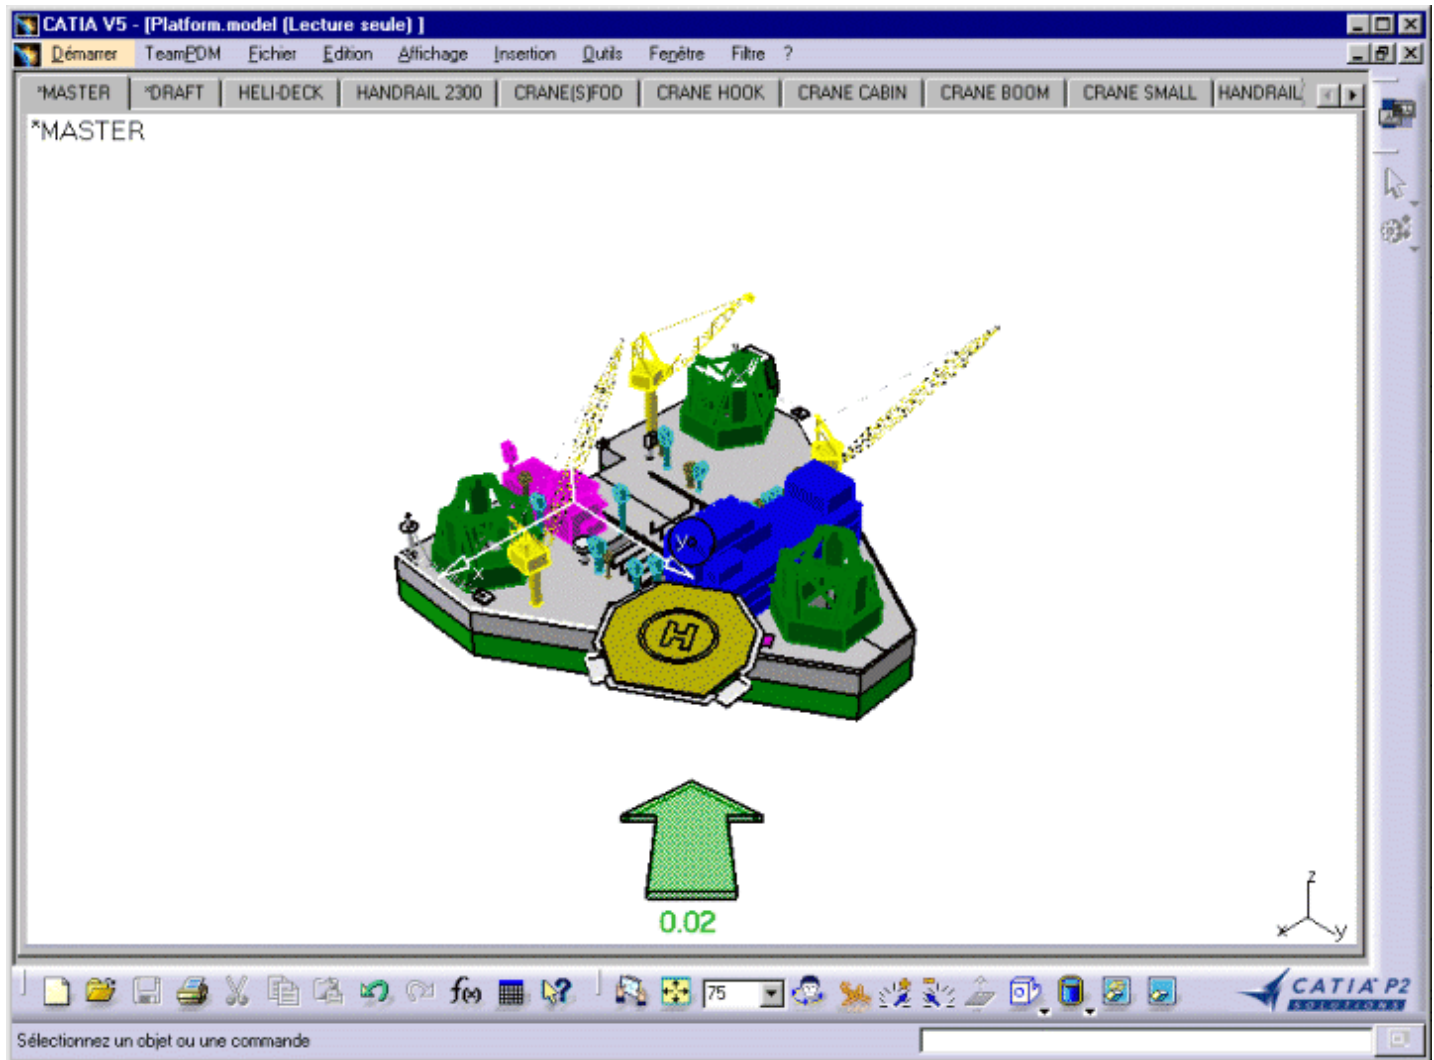 CATIA V5 - [Platform.model (Lecture seule) ]
Démarrer TeamPDM Fichier Edition Affichage Insertion Outils Fenêtre Filtre ?
*MASTER *DRAFT HELI-DECK HANDRAIL 2300 CRANE(S)FOD CRANE HOOK CRANE CABIN CRANE BOOM CRANE SMALL HANDRAIL
*MASTER
y
x
H
0.02
z
x y
f(x) ? 75
CATIA P2
SOLUTIONS
Sélectionnez un objet ou une commande